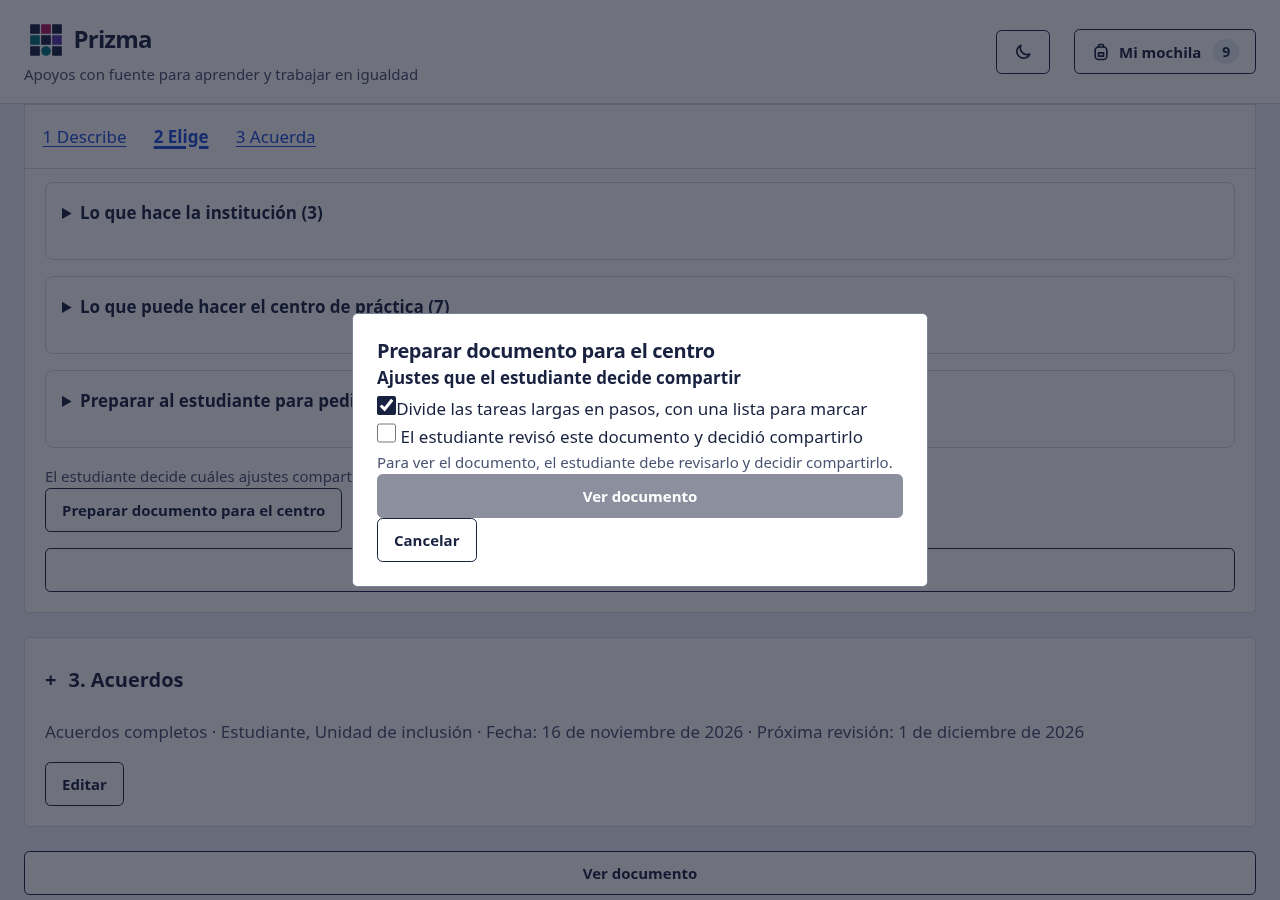 Prizma
Apoyos con fuente para aprender y trabajar en igualdad
Mi mochila 9
1 Describe 2 Elige 3 Acuerda
Lo que hace la institución (3)
Lo que puede hacer el centro de práctica (7)
Preparar al estudiante para pedi
El estudiante decide cuáles ajustes compart
Preparar documento para el centro
Preparar documento para el centro
Ajustes que el estudiante decide compartir
Divide las tareas largas en pasos, con una lista para marcar
El estudiante revisó este documento y decidió compartirlo
Para ver el documento, el estudiante debe revisarlo y decidir compartirlo.
Ver documento
Cancelar
+ 3. Acuerdos
Acuerdos completos · Estudiante, Unidad de inclusión · Fecha: 16 de noviembre de 2026 · Próxima revisión: 1 de diciembre de 2026
Editar
Ver documento